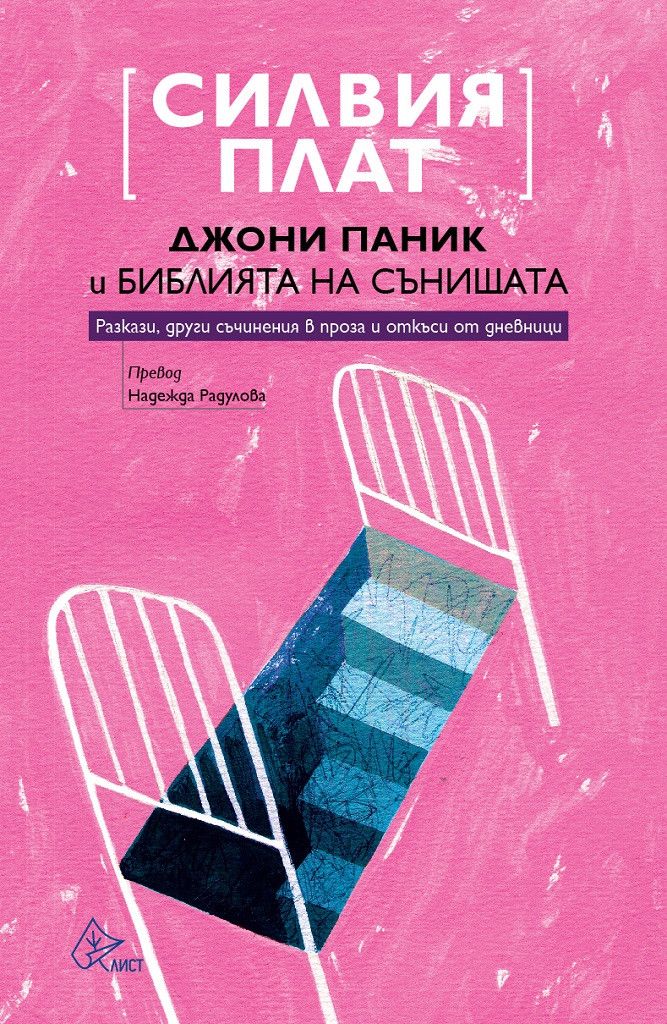 [СИЛВИЯ
ПЛАТ]
ДЖОНИ ПАНИК
и БИБЛИЯТА НА СЪНИЩАТА
Разкази, други съчинения в проза и откъси от дневници
Превод
Надежда Радулова
ЛИСТ